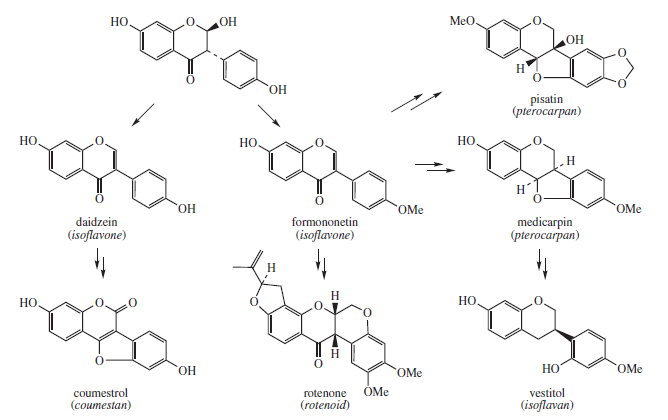 HO
O
OH
O
OH
MeO
O
OH
H
O
O
O
pisatin
(pterocarpan)
HO
O
O
OH
daidzein
(isoflavone)
HO
O
O
OMe
formononetin
(isoflavone)
HO
O
H
H
O
OMe
medicarpin
(pterocarpan)
HO
O
O
O
OH
coumestrol
(coumestan)
H
O
O
H
O
O
H
OMe
OMe
rotenone
(rotenoid)
HO
O
HO
OMe
vestitol
(isoflavan)